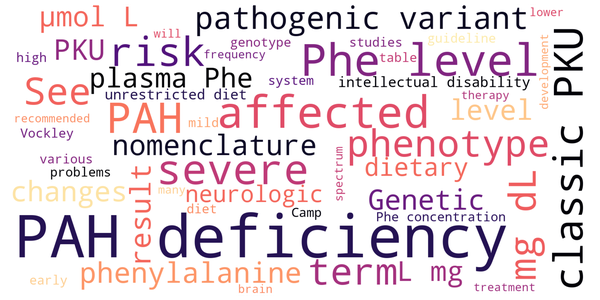 µmol L
pathogenic variant
lower
will
high
PKU
risk
genotype
frequency
studies
table
guideline
Phe level
classic PKU
development
plasma Phe
system
intellectual disability
See
unrestricted diet
therapy
recommended
PAH
mild
affected
level
Vockley
nomenclature
phenotype
various
problems
severe
spectrum
dietary
mg dL
changes
result
many
neurologic
Genetic
diet
Camp
Phe concentration
PAH deficiency
early
phenylalanine
brain
term
L mg
treatment